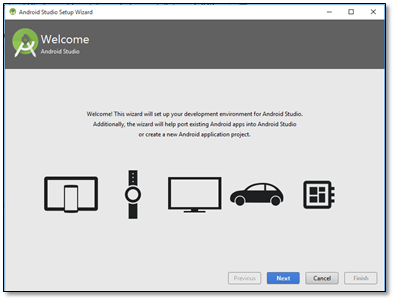 Android Studio Setup Wizard
Welcome
Android Studio
Welcome! This wizard will set up your development environment for Android Studio.
Additionally, the wizard will help port existing Android apps into Android Studio
or create a new Android application project.
Previous Next Cancel Finish